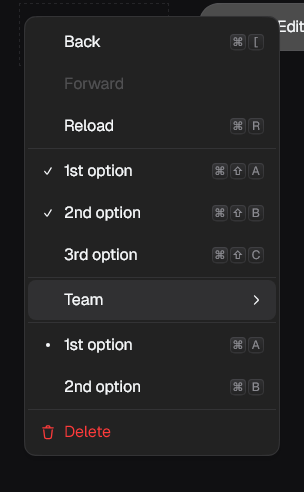 Edit
Back ⌘ [
Forward
Reload ⌘ R
1st option ⌘ ⇧ A
2nd option ⌘ ⇧ B
3rd option ⌘ ⇧ C
Team
1st option ⌘ A
2nd option ⌘ B
Delete